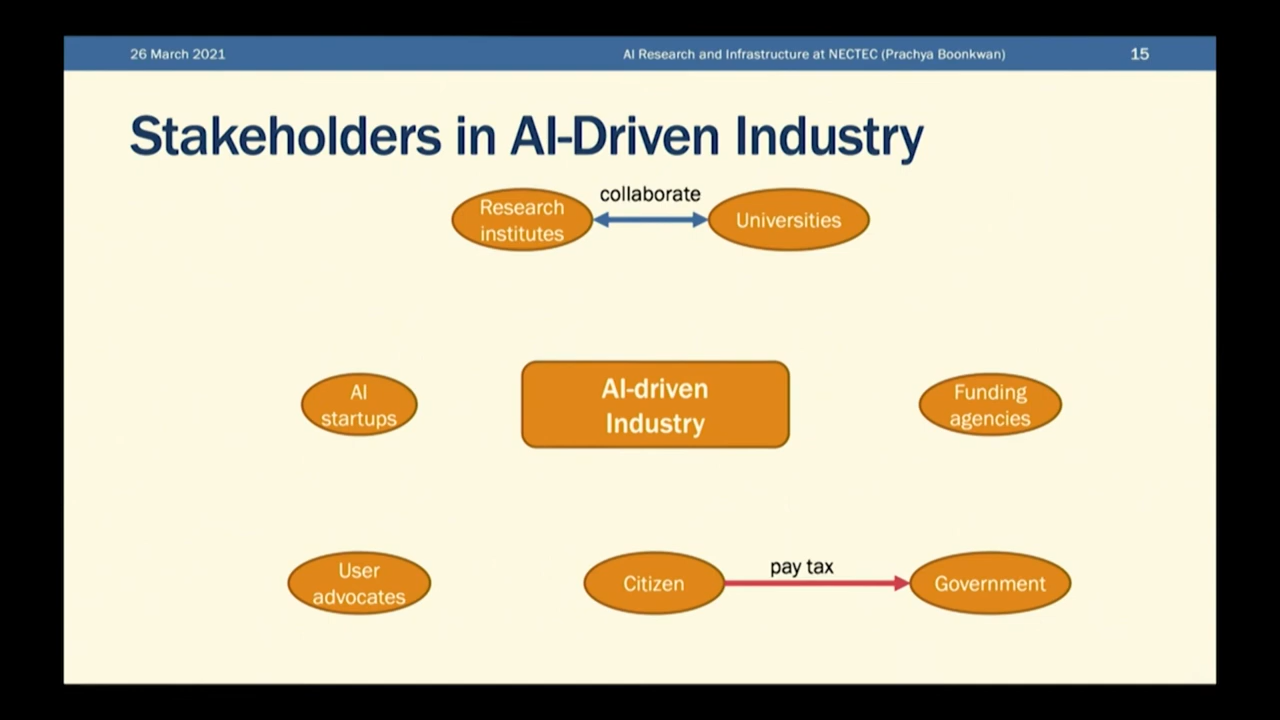 26 March 2021
AI Research and Infrastructure at NECTEC (Prachya Boonkwan)
15
Stakeholders in AI-Driven Industry
Research
institutes
collaborate
Universities
AI
startups
AI-driven
Industry
Funding
agencies
User
advocates
Citizen
pay tax
Government